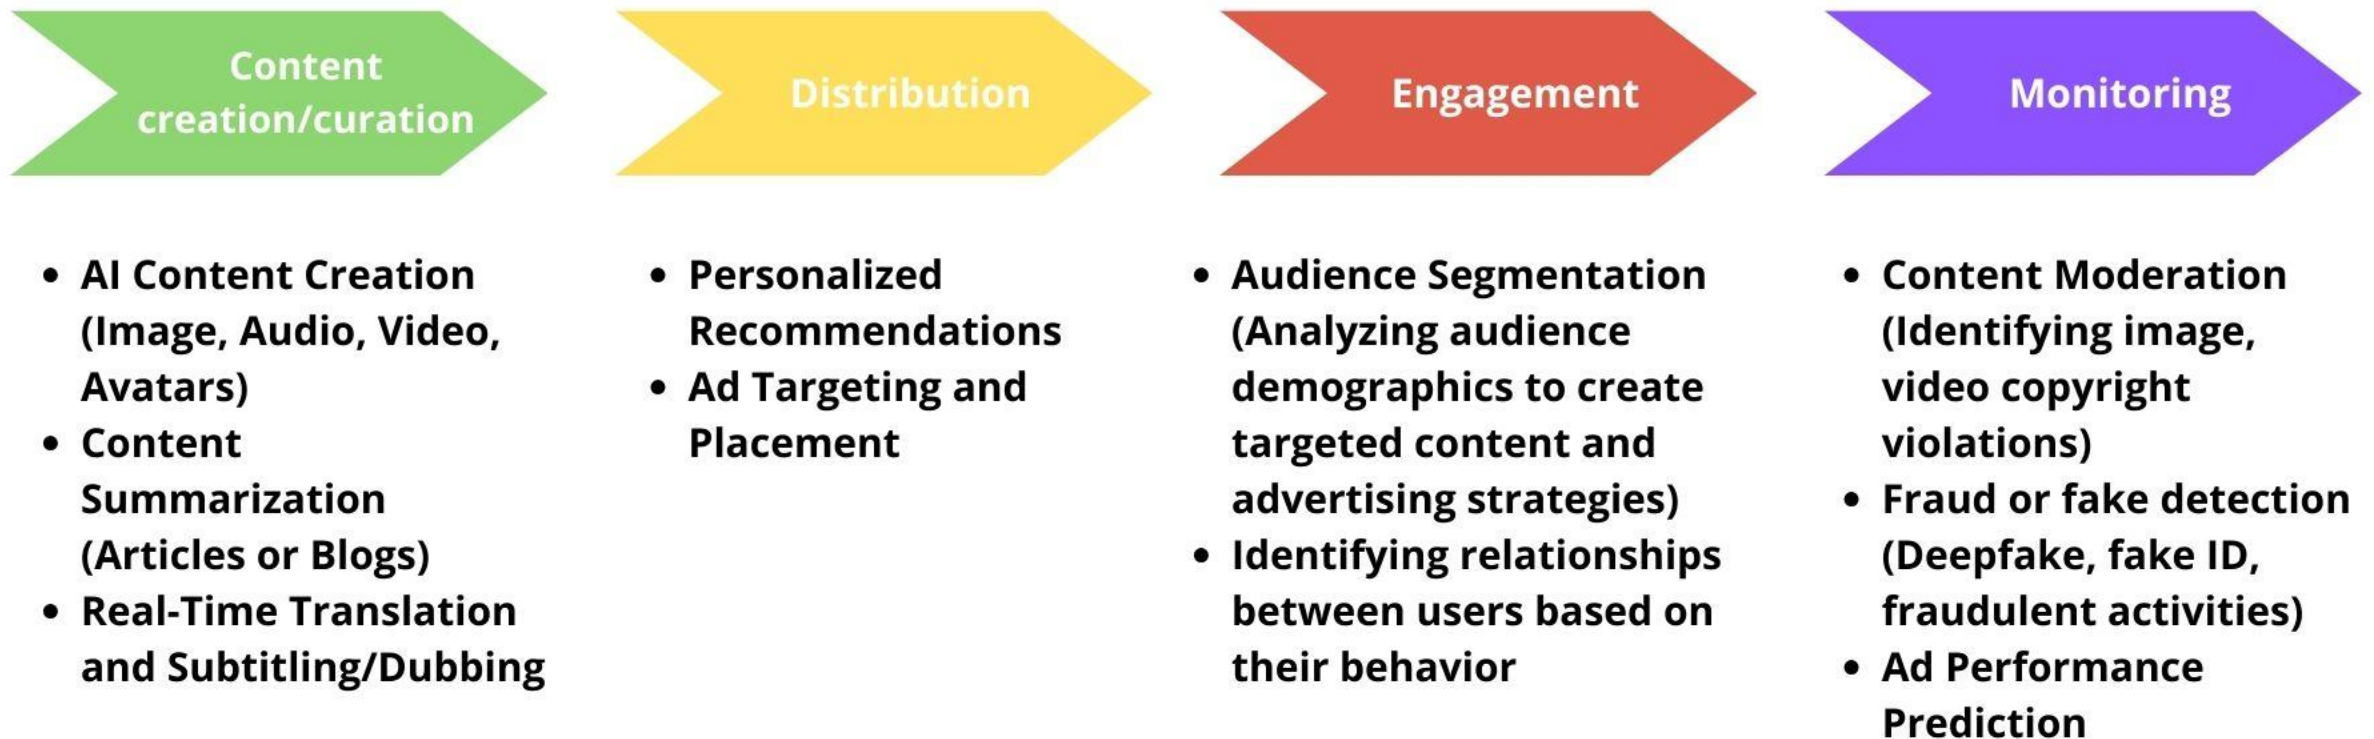 Content
creation/curation
Distribution
Engagement
Monitoring
• AI Content Creation
(Image, Audio, Video,
Avatars)
• Content
Summarization
(Articles or Blogs)
• Real-Time Translation
and Subtitling/Dubbing
• Personalized
Recommendations
• Ad Targeting and
Placement
• Audience Segmentation
(Analyzing audience
demographics to create
targeted content and
advertising strategies)
• Identifying relationships
between users based on
their behavior
• Content Moderation
(Identifying image,
video copyright
violations)
• Fraud or fake detection
(Deepfake, fake ID,
fraudulent activities)
• Ad Performance
Prediction